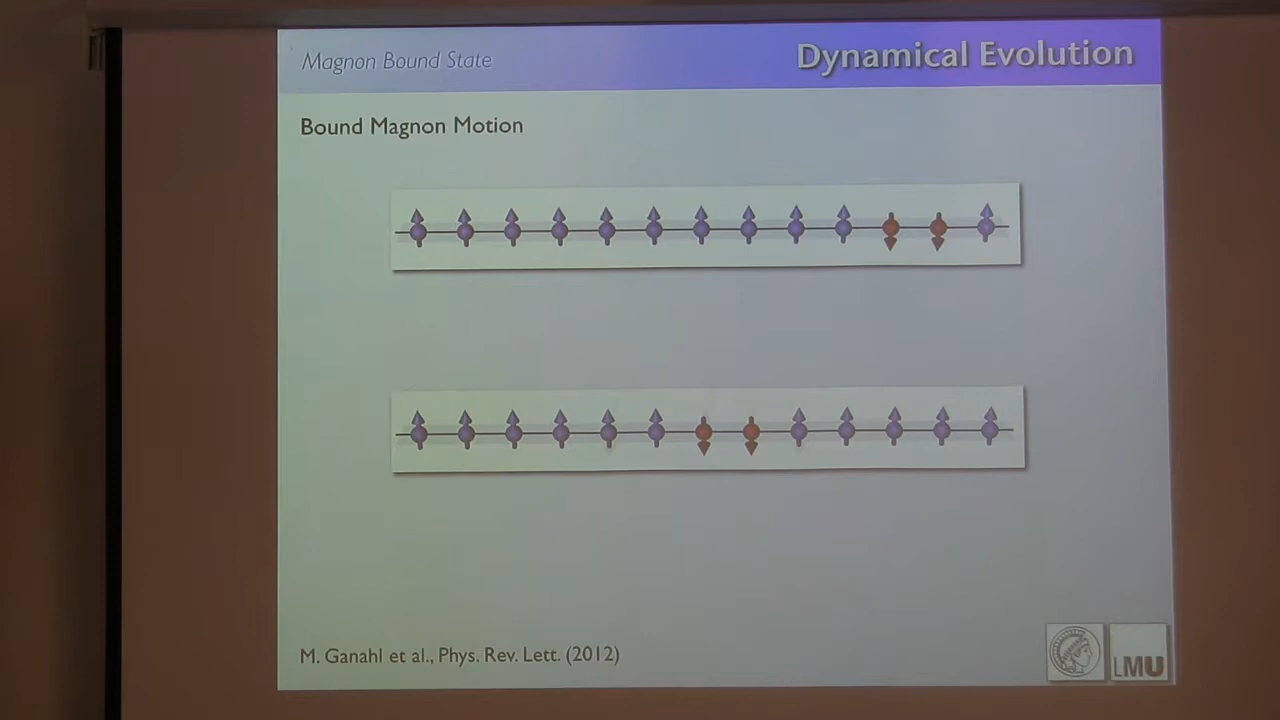 Magnon Bound State
Dynamical Evolution
Bound Magnon Motion
M. Ganahl et al., Phys. Rev. Lett. (2012)
LMU